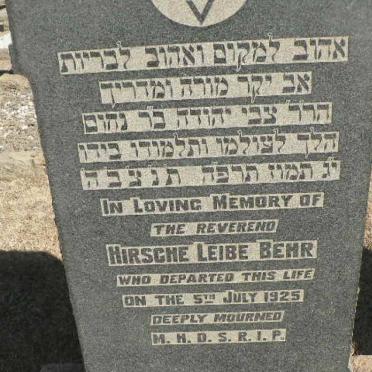 אהוב למקום ואהוב לבריות
אב יקר מורה ומדריך
הרר׳ צבי יהודה בר נחום
הלך לעולמו ותלמודו בידו
יג תמוז תרפה ת נ צ ב ה
IN LOVING MEMORY OF
THE REVEREND
HIRSCHE LEIBE BEHR
WHO DEPARTED THIS LIFE
ON THE 5TH JULY 1925
DEEPLY MOURNED
M. H. D. S. R. I. P.